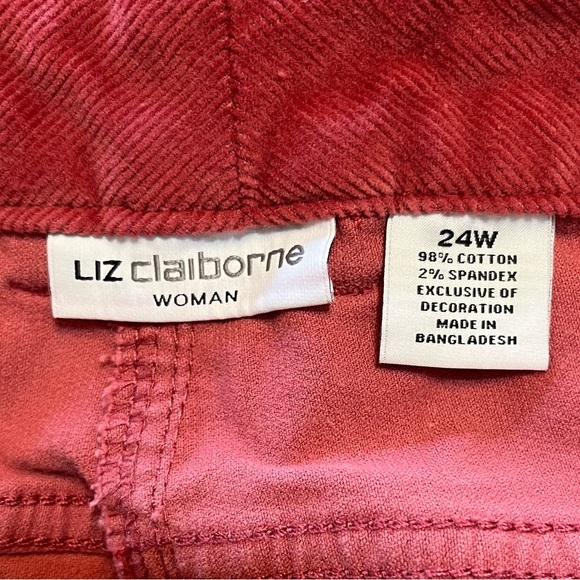 LIZ claiborne
WOMAN
24W
98% COTTON
2% SPANDEX
EXCLUSIVE OF
DECORATION
MADE IN
BANGLADESH